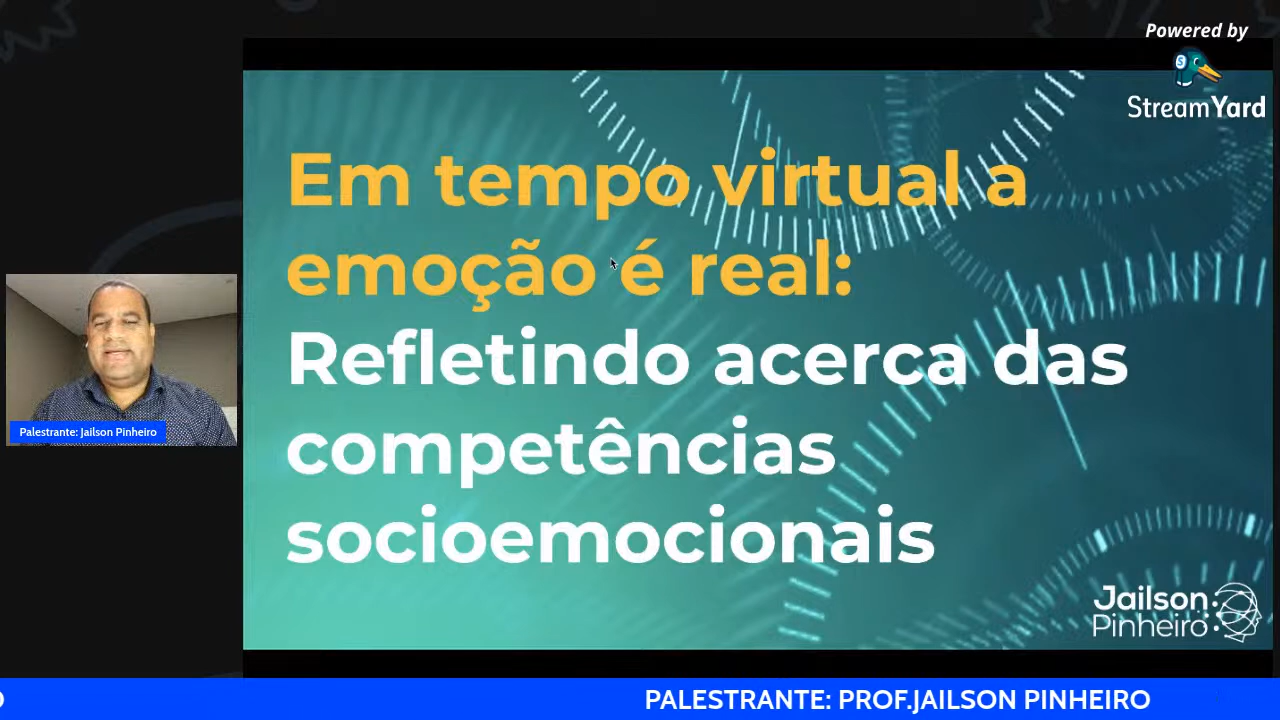 Powered by
StreamYard
Em tempo virtual a
emoção é real:
Refletindo acerca das
competências
socioemocionais
Palestrante: Jailson Pinheiro
Jailson
Pinheiro
PALESTRANTE: PROF.JAILSON PINHEIRO